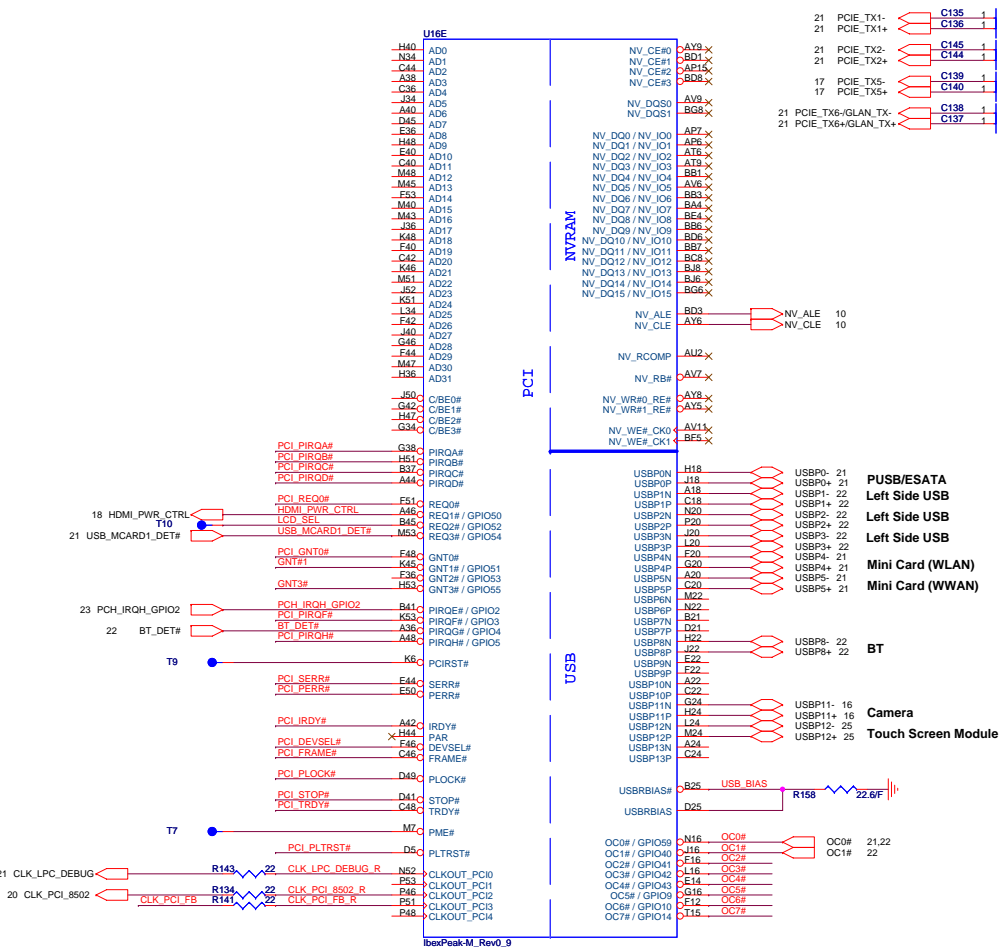 U16E
H40 AD0
N34 AD1
C44 AD2
A38 AD3
C36 AD4
J34 AD5
A40 AD6
D45 AD7
E36 AD8
H48 AD9
E40 AD10
C40 AD11
M48 AD12
M45 AD13
F53 AD14
M40 AD15
M43 AD16
J36 AD17
K48 AD18
F40 AD19
C42 AD20
K46 AD21
M51 AD22
J52 AD23
K51 AD24
L34 AD25
F42 AD26
J40 AD27
G46 AD28
F44 AD29
M47 AD30
H36 AD31
J50 C/BE0#
G42 C/BE1#
H47 C/BE2#
G34 C/BE3#
PCI_PIRQA# G38 PIRQA#
PCI_PIRQB# H51 PIRQB#
PCI_PIRQC# B37 PIRQC#
PCI_PIRQD# A44 PIRQD#
PCI_REQ0# F51 REQ0#
18 HDMI_PWR_CTRL HDMI_PWR_CTRL A46 REQ1# / GPIO50
T10 LCD_SEL B45 REQ2# / GPIO52
21 USB_MCARD1_DET# USB_MCARD1_DET# M53 REQ3# / GPIO54
PCI_GNT0# F48 GNT0#
GNT#1 K45 GNT1# / GPIO51
F36 GNT2# / GPIO53
GNT3# H53 GNT3# / GPIO55
23 PCH_IRQH_GPIO2 PCH_IRQH_GPIO2 B41 PIRQE# / GPIO2
PCI_PIRQF# K53 PIRQF# / GPIO3
22 BT_DET# BT_DET# A36 PIRQG# / GPIO4
PCI_PIRQH# A48 PIRQH# / GPIO5
T9 K6 PCIRST#
PCI_SERR# E44 SERR#
PCI_PERR# E50 PERR#
PCI_IRDY# A42 IRDY#
H44 PAR
PCI_DEVSEL# F46 DEVSEL#
PCI_FRAME# C46 FRAME#
PCI_PLOCK# D49 PLOCK#
PCI_STOP# D41 STOP#
PCI_TRDY# C48 TRDY#
T7 M7 PME#
PCI_PLTRST# D5 PLTRST#
21 CLK_LPC_DEBUG R143 22 CLK_LPC_DEBUG_R N52 CLKOUT_PCI0
P53 CLKOUT_PCI1
20 CLK_PCI_8502 R134 22 CLK_PCI_8502_R P46 CLKOUT_PCI2
CLK_PCI_FB R141 22 CLK_PCI_FB_R P51 CLKOUT_PCI3
P48 CLKOUT_PCI4
IbexPeak-M_Rev0_9
PCI
NVRAM
USB
NV_CE#0 AY9
NV_CE#1 BD1
NV_CE#2 AP15
NV_CE#3 BD8
NV_DQS0 AV9
NV_DQS1 BG8
NV_DQ0 / NV_IO0 AP7
NV_DQ1 / NV_IO1 AP6
NV_DQ2 / NV_IO2 AT6
NV_DQ3 / NV_IO3 AT9
NV_DQ4 / NV_IO4 BB1
NV_DQ5 / NV_IO5 AV6
NV_DQ6 / NV_IO6 BB3
NV_DQ7 / NV_IO7 BA4
NV_DQ8 / NV_IO8 BE4
NV_DQ9 / NV_IO9 BB6
NV_DQ10 / NV_IO10 BD6
NV_DQ11 / NV_IO11 BB7
NV_DQ12 / NV_IO12 BC8
NV_DQ13 / NV_IO13 BJ8
NV_DQ14 / NV_IO14 BJ6
NV_DQ15 / NV_IO15 BG6
NV_ALE BD3 NV_ALE 10
NV_CLE AY6 NV_CLE 10
NV_RCOMP AU2
NV_RB# AV7
NV_WR#0_RE# AY8
NV_WR#1_RE# AY5
NV_WE#_CK0 AV11
NV_WE#_CK1 BF5
USBP0N H18 USBP0- 21
USBP0P J18 USBP0+ 21 PUSB/ESATA
USBP1N A18 USBP1- 22
USBP1P C18 USBP1+ 22 Left Side USB
USBP2N N20 USBP2- 22
USBP2P P20 USBP2+ 22 Left Side USB
USBP3N J20 USBP3- 22
USBP3P L20 USBP3+ 22 Left Side USB
USBP4N F20 USBP4- 21
USBP4P G20 USBP4+ 21 Mini Card (WLAN)
USBP5N A20 USBP5- 21
USBP5P C20 USBP5+ 21 Mini Card (WWAN)
USBP6N M22
USBP6P N22
USBP7N B21
USBP7P D21
USBP8N H22 USBP8- 22
USBP8P J22 USBP8+ 22 BT
USBP9N E22
USBP9P F22
USBP10N A22
USBP10P C22
USBP11N G24 USBP11- 16
USBP11P H24 USBP11+ 16 Camera
USBP12N L24 USBP12- 25
USBP12P M24 USBP12+ 25 Touch Screen Module
USBP13N A24
USBP13P C24
USBRBIAS# B25 USB_BIAS R158 22.6/F
USBRBIAS D25
OC0# / GPIO59 N16 OC0# OC0# 21,22
OC1# / GPIO40 J16 OC1# OC1# 22
OC2# / GPIO41 F16 OC2#
OC3# / GPIO42 L16 OC3#
OC4# / GPIO43 E14 OC4#
OC5# / GPIO9 G16 OC5#
OC6# / GPIO10 F12 OC6#
OC7# / GPIO14 T15 OC7#
21 PCIE_TX1- C135 1
21 PCIE_TX1+ C136 1
21 PCIE_TX2- C145 1
21 PCIE_TX2+ C144 1
17 PCIE_TX5- C139 1
17 PCIE_TX5+ C140 1
21 PCIE_TX6-/GLAN_TX- C138 1
21 PCIE_TX6+/GLAN_TX+ C137 1